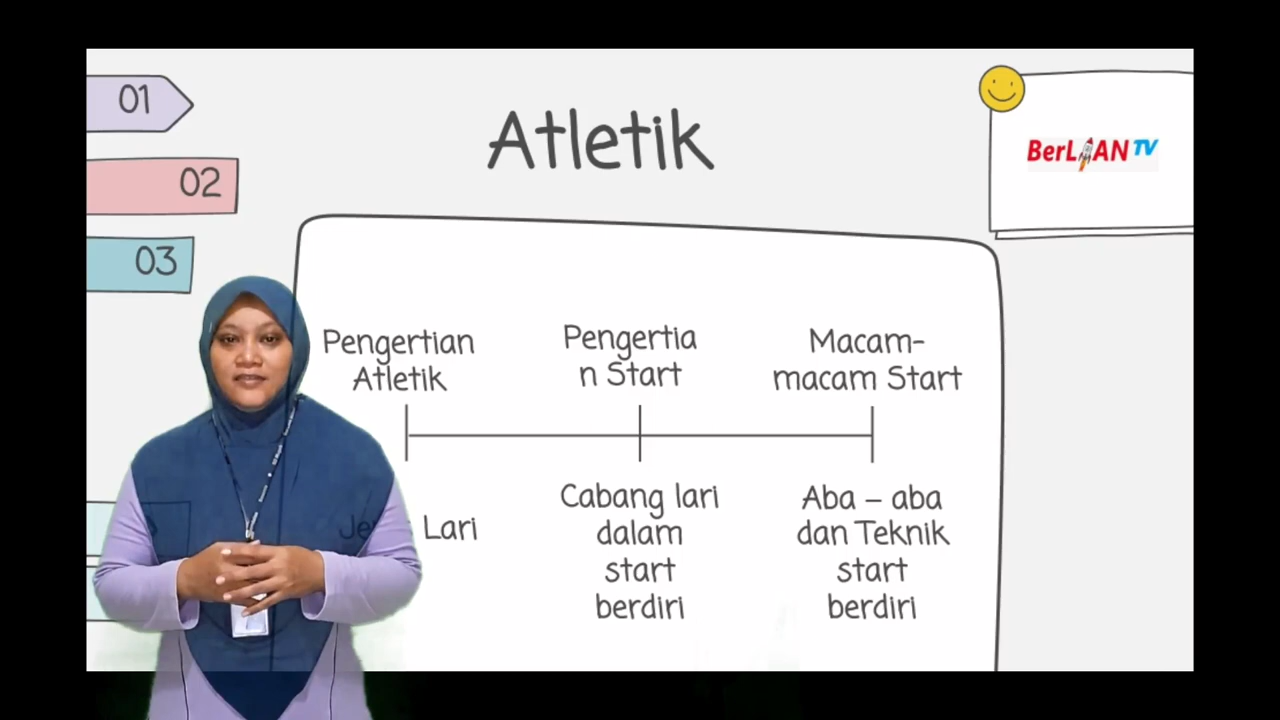 01
02
03
Atletik
BerLIAN TV
Pengertian
Atletik
Pengertia
n Start
Macam-
macam Start
Lari
Cabang lari
dalam
start
berdiri
Aba – aba
dan Teknik
start
berdiri